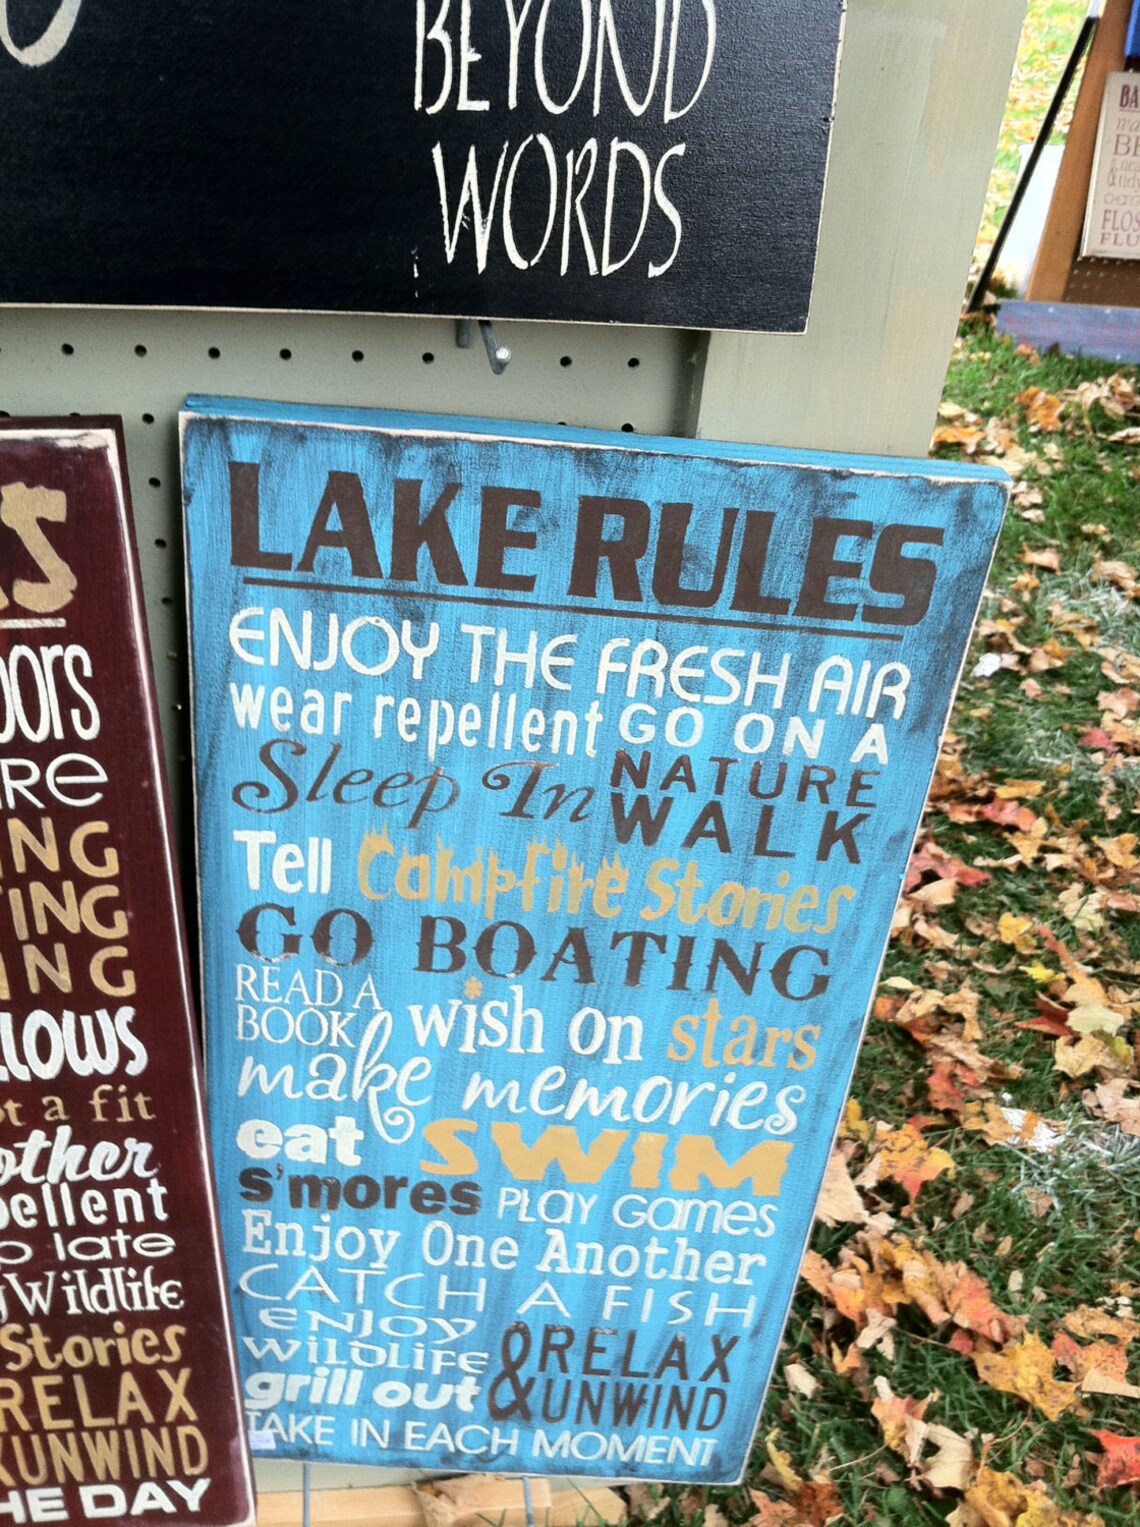 BEYOND
WORDS
LAKE RULES
ENJOY THE FRESH AIR
wear repellent GO ON A
Sleep In NATURE
WALK
Tell Campfire Stories
GO BOATING
READ A
BOOK wish on stars
make memories
eat SWIM
s'mores PLAY GAMES
Enjoy One Another
CATCH A FISH
ENJOY
WILDLIFE & RELAX
grill out & UNWIND
TAKE IN EACH MOMENT
late
Wildlife
Stories
RELAX
UNWIND
THE DAY
a fit